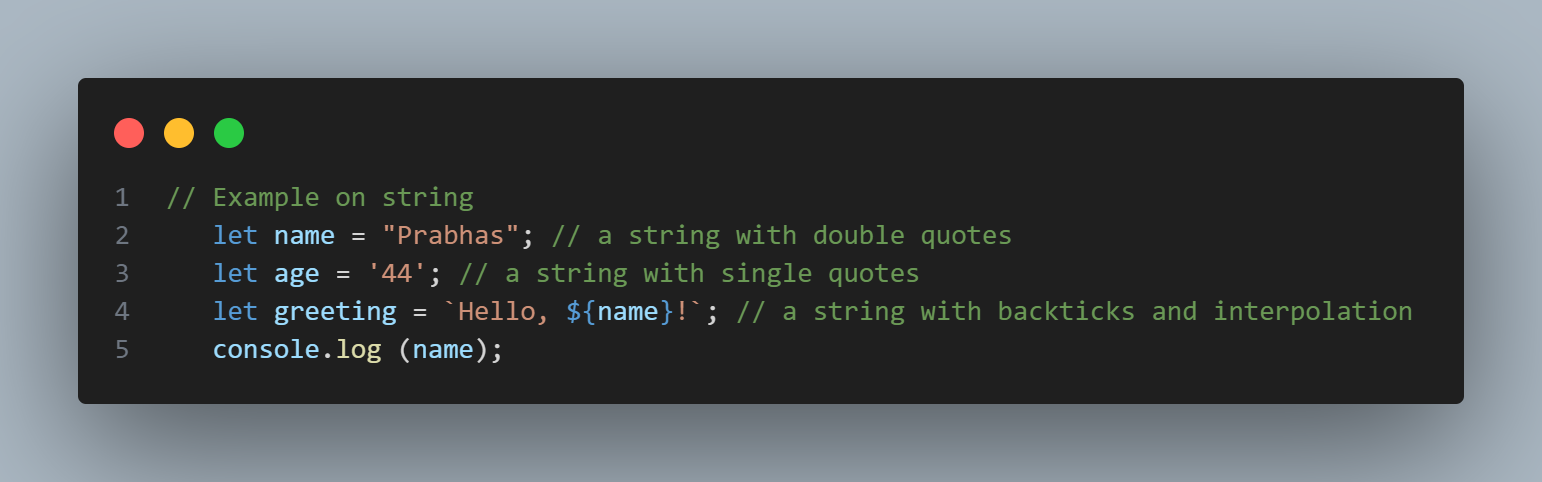 1 // Example on string
2 let name = "Prabhas"; // a string with double quotes
3 let age = '44'; // a string with single quotes
4 let greeting = `Hello, ${name}!`; // a string with backticks and interpolation
5 console.log (name);